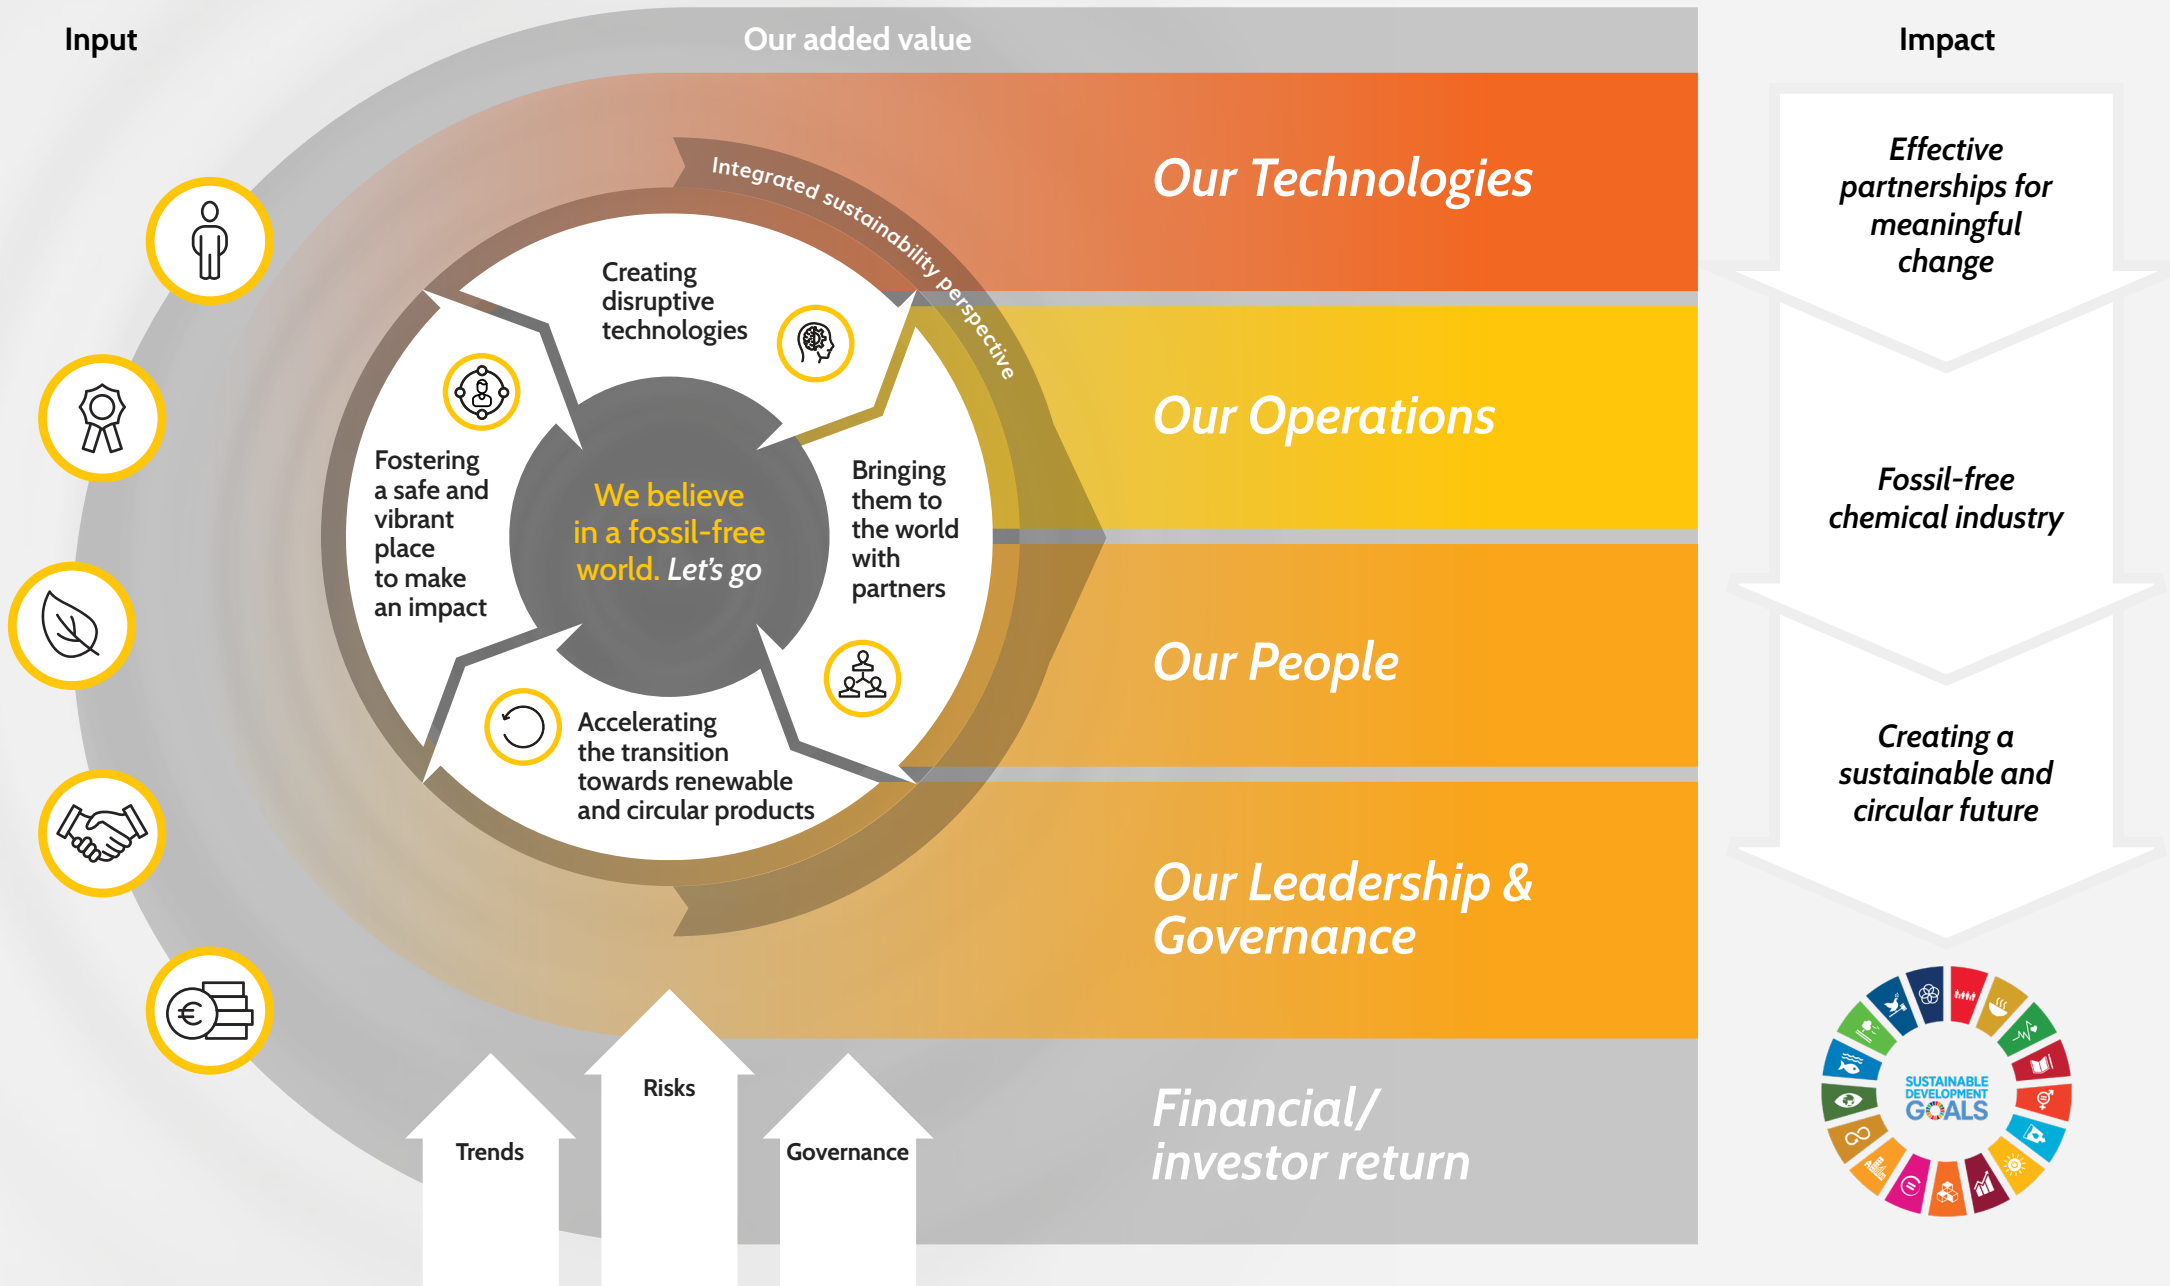 Input
Our added value
Impact
Integrated sustainability perspective
Creating
disruptive
technologies
Fostering
a safe and
vibrant
place
to make
an impact
We believe
in a fossil-free
world. Let's go
Bringing
them to
the world
with
partners
Accelerating
the transition
towards renewable
and circular products
Our Technologies
Our Operations
Our People
Our Leadership &
Governance
Financial/
investor return
Trends
Risks
Governance
Effective
partnerships for
meaningful
change
Fossil-free
chemical industry
Creating a
sustainable and
circular future
SUSTAINABLE
DEVELOPMENT
GOALS